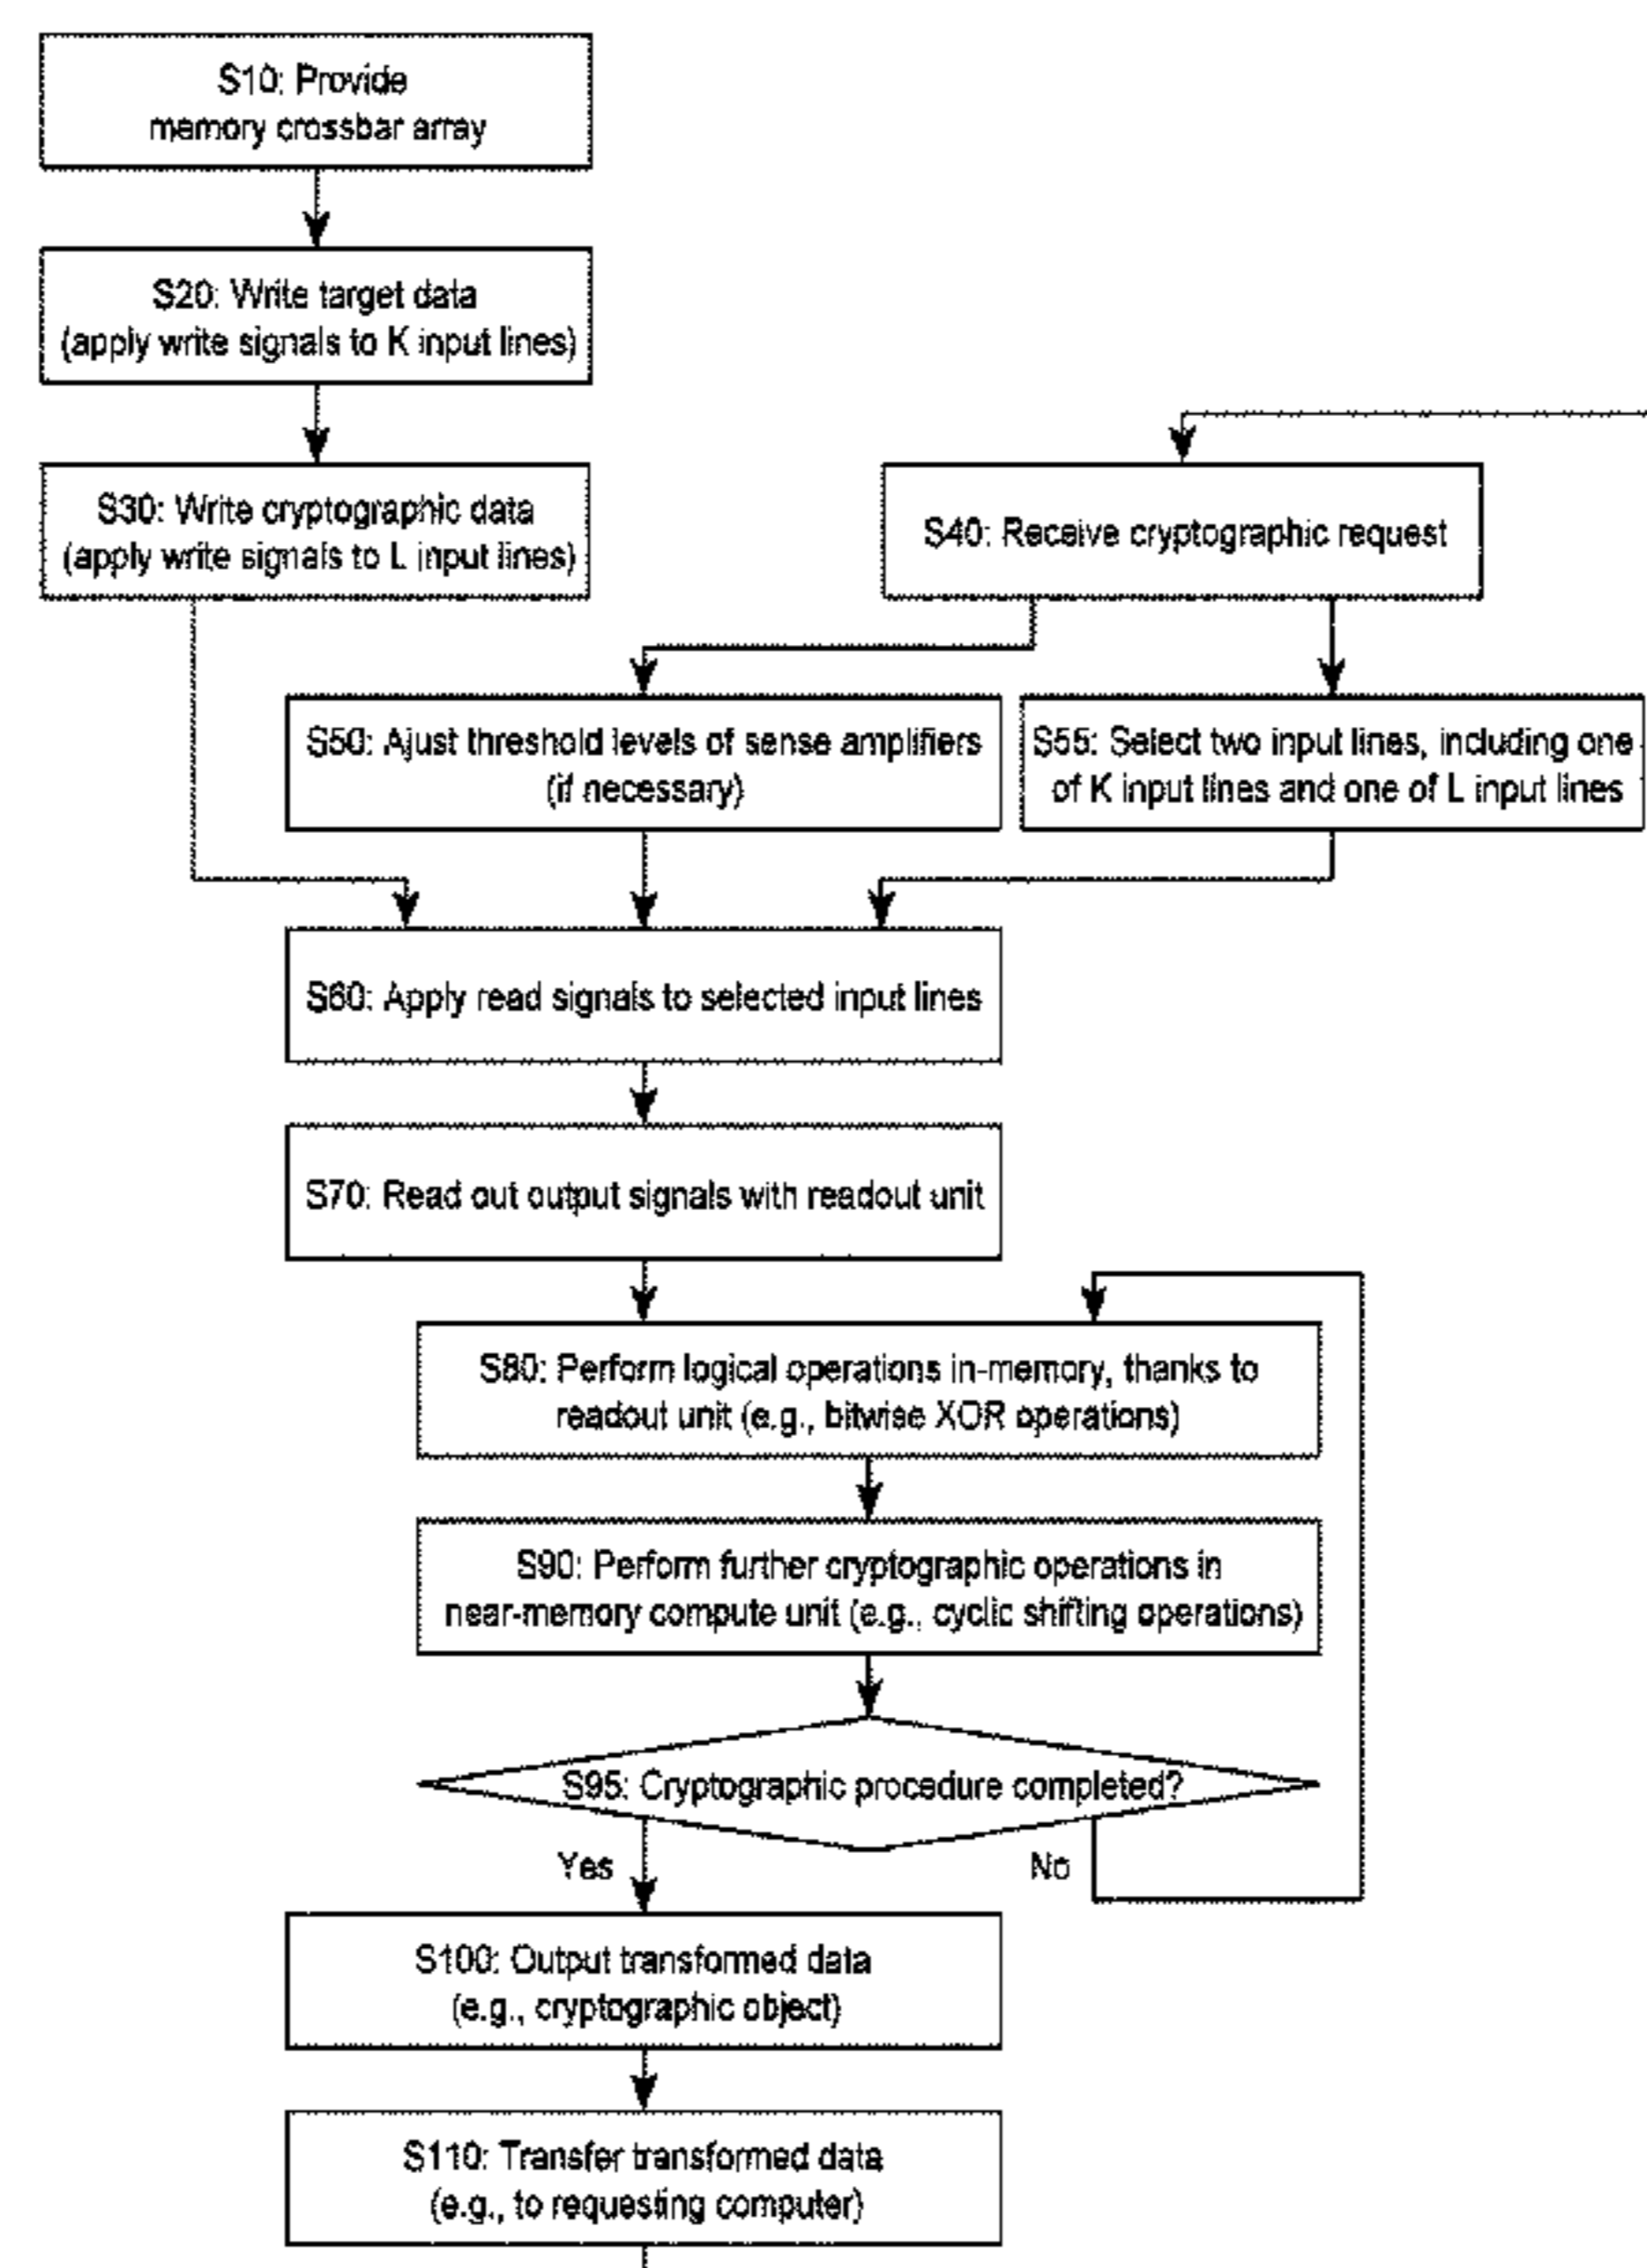 S10: Provide
memory crossbar array
S20: Write target data
(apply write signals to K input lines)
S30: Write cryptographic data
(apply write signals to L input lines)
S40: Receive cryptographic request
S50: Ajust threshold levels of sense amplifiers
(if necessary)
S55: Select two input lines, including one
of K input lines and one of L input lines
S60: Apply read signals to selected input lines
S70: Read out output signals with readout unit
S80: Perform logical operations in-memory, thanks to
readout unit (e.g., bitwise XOR operations)
S90: Perform further cryptographic operations in
near-memory compute unit (e.g., cyclic shifting operations)
S95: Cryptographic procedure completed?
Yes
No
S100: Output transformed data
(e.g., cryptographic object)
S110: Transfer transformed data
(e.g., to requesting computer)